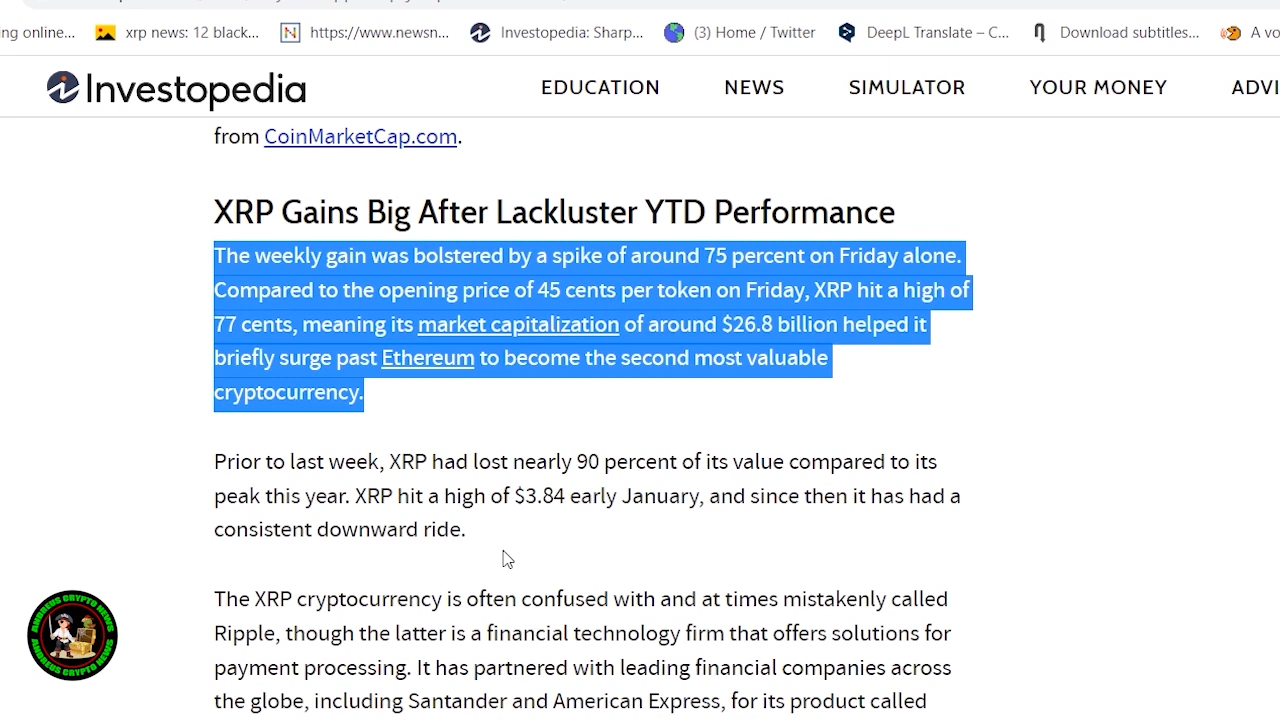 ng online...
xrp news: 12 black...
https://www.newsn...
Investopedia: Sharp...
(3) Home / Twitter
DeepL Translate – C...
Download subtitles...
A vo
Investopedia
EDUCATION
NEWS
SIMULATOR
YOUR MONEY
ADVI
from CoinMarketCap.com.
XRP Gains Big After Lackluster YTD Performance
The weekly gain was bolstered by a spike of around 75 percent on Friday alone.
Compared to the opening price of 45 cents per token on Friday, XRP hit a high of
77 cents, meaning its market capitalization of around $26.8 billion helped it
briefly surge past Ethereum to become the second most valuable
cryptocurrency.
Prior to last week, XRP had lost nearly 90 percent of its value compared to its
peak this year. XRP hit a high of $3.84 early January, and since then it has had a
consistent downward ride.
The XRP cryptocurrency is often confused with and at times mistakenly called
Ripple, though the latter is a financial technology firm that offers solutions for
payment processing. It has partnered with leading financial companies across
the globe, including Santander and American Express, for its product called
ANDREUS CRYPTO NEWS
ANDREUS CRYPTO NEWS